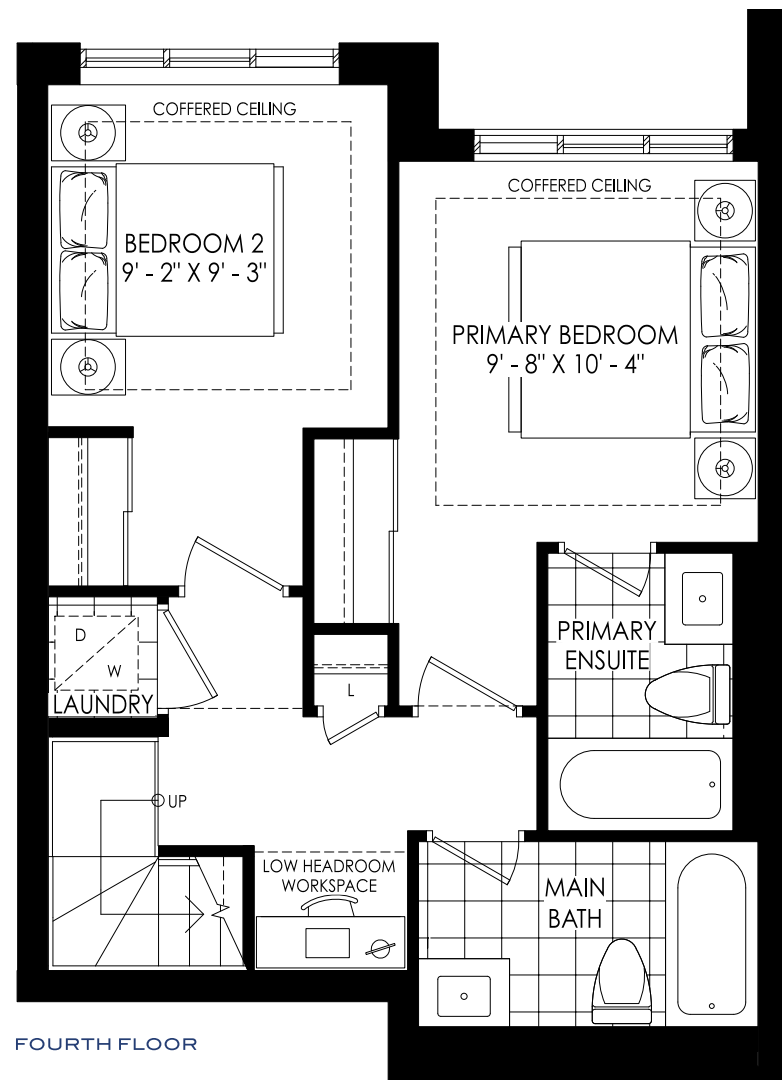 COFFERED CEILING
BEDROOM 2
9' - 2" X 9' - 3"
COFFERED CEILING
PRIMARY BEDROOM
9' - 8" X 10' - 4"
D
W
LAUNDRY
L
PRIMARY
ENSUITE
UP
LOW HEADROOM
WORKSPACE
MAIN
BATH
FOURTH FLOOR